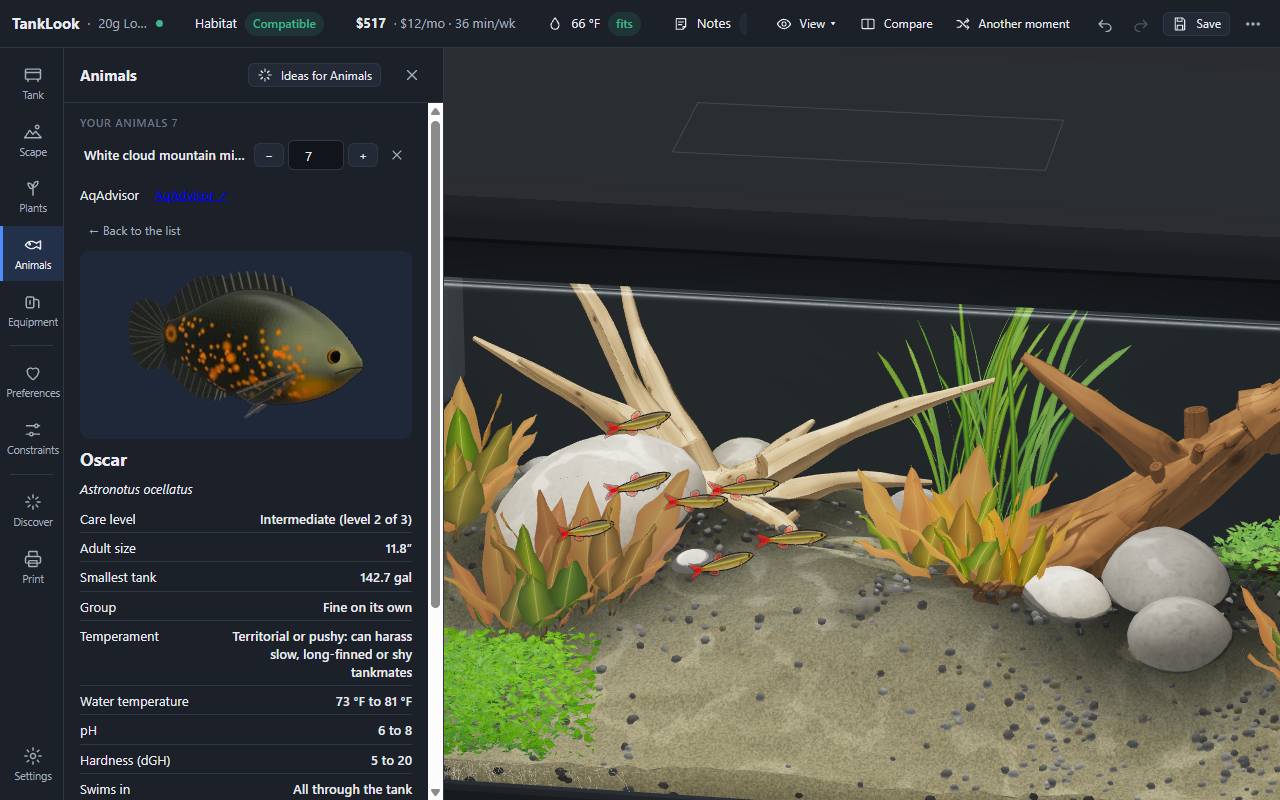 TankLook · 20g Lo...
Habitat Compatible
$517 · $12/mo · 36 min/wk
66 °F fits
Notes
View
Compare
Another moment
Save
Tank
Scape
Plants
Animals
Equipment
Preferences
Constraints
Discover
Print
Settings
Animals
Ideas for Animals
YOUR ANIMALS 7
White cloud mountain mi... − 7 +
AqAdvisor AqAdvisor
← Back to the list
Oscar
Astronotus ocellatus
Care level Intermediate (level 2 of 3)
Adult size 11.8″
Smallest tank 142.7 gal
Group Fine on its own
Temperament Territorial or pushy: can harass
slow, long-finned or shy
tankmates
Water temperature 73 °F to 81 °F
pH 6 to 8
Hardness (dGH) 5 to 20
Swims in All through the tank